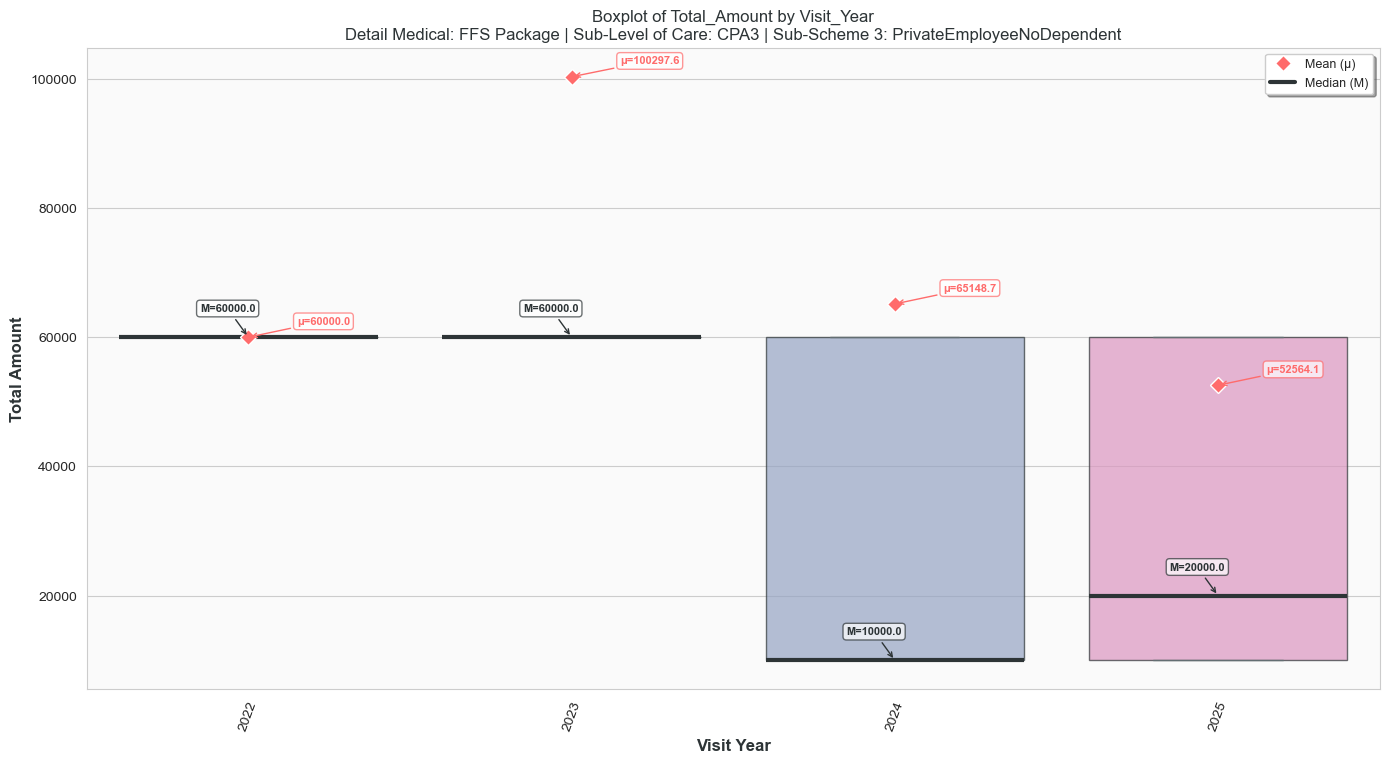 Boxplot of Total_Amount by Visit_Year
Detail Medical: FFS Package | Sub-Level of Care: CPA3 | Sub-Scheme 3: PrivateEmployeeNoDependent
Mean (μ)
Median (M)
Total Amount
100000
80000
60000
40000
20000
μ=100297.6
μ=65148.7
M=60000.0
μ=60000.0
M=60000.0
μ=52564.1
M=20000.0
M=10000.0
2022
2023
2024
2025
Visit Year